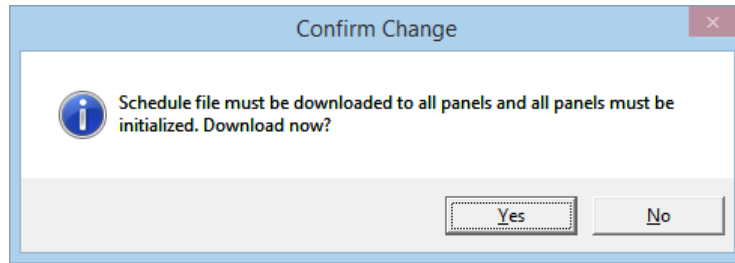 Confirm Change
Schedule file must be downloaded to all panels and all panels must be
initialized. Download now?
Yes
No